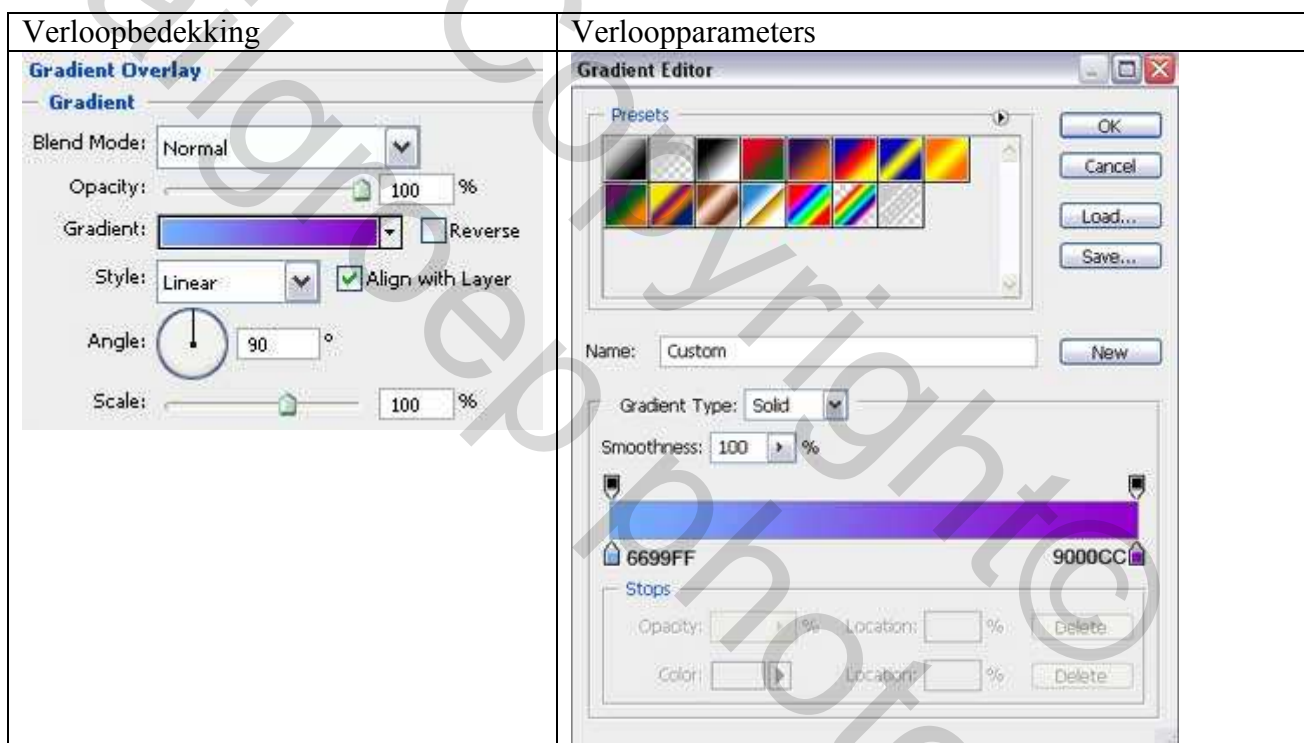 Verloopbedekking
Gradient Overlay
Gradient
Blend Mode: Normal
Opacity: 100 %
Gradient: Reverse
Style: Linear Align with Layer
Angle: 90 °
Scale: 100 %
Verloopparameters
Gradient Editor
Presets
OK
Cancel
Load...
Save...
Name: Custom New
Gradient Type: Solid
Smoothness: 100 %
6699FF 9000CC
Stops
Opacity: % Location: % Delete
Color: Location: % Delete
Copyright©